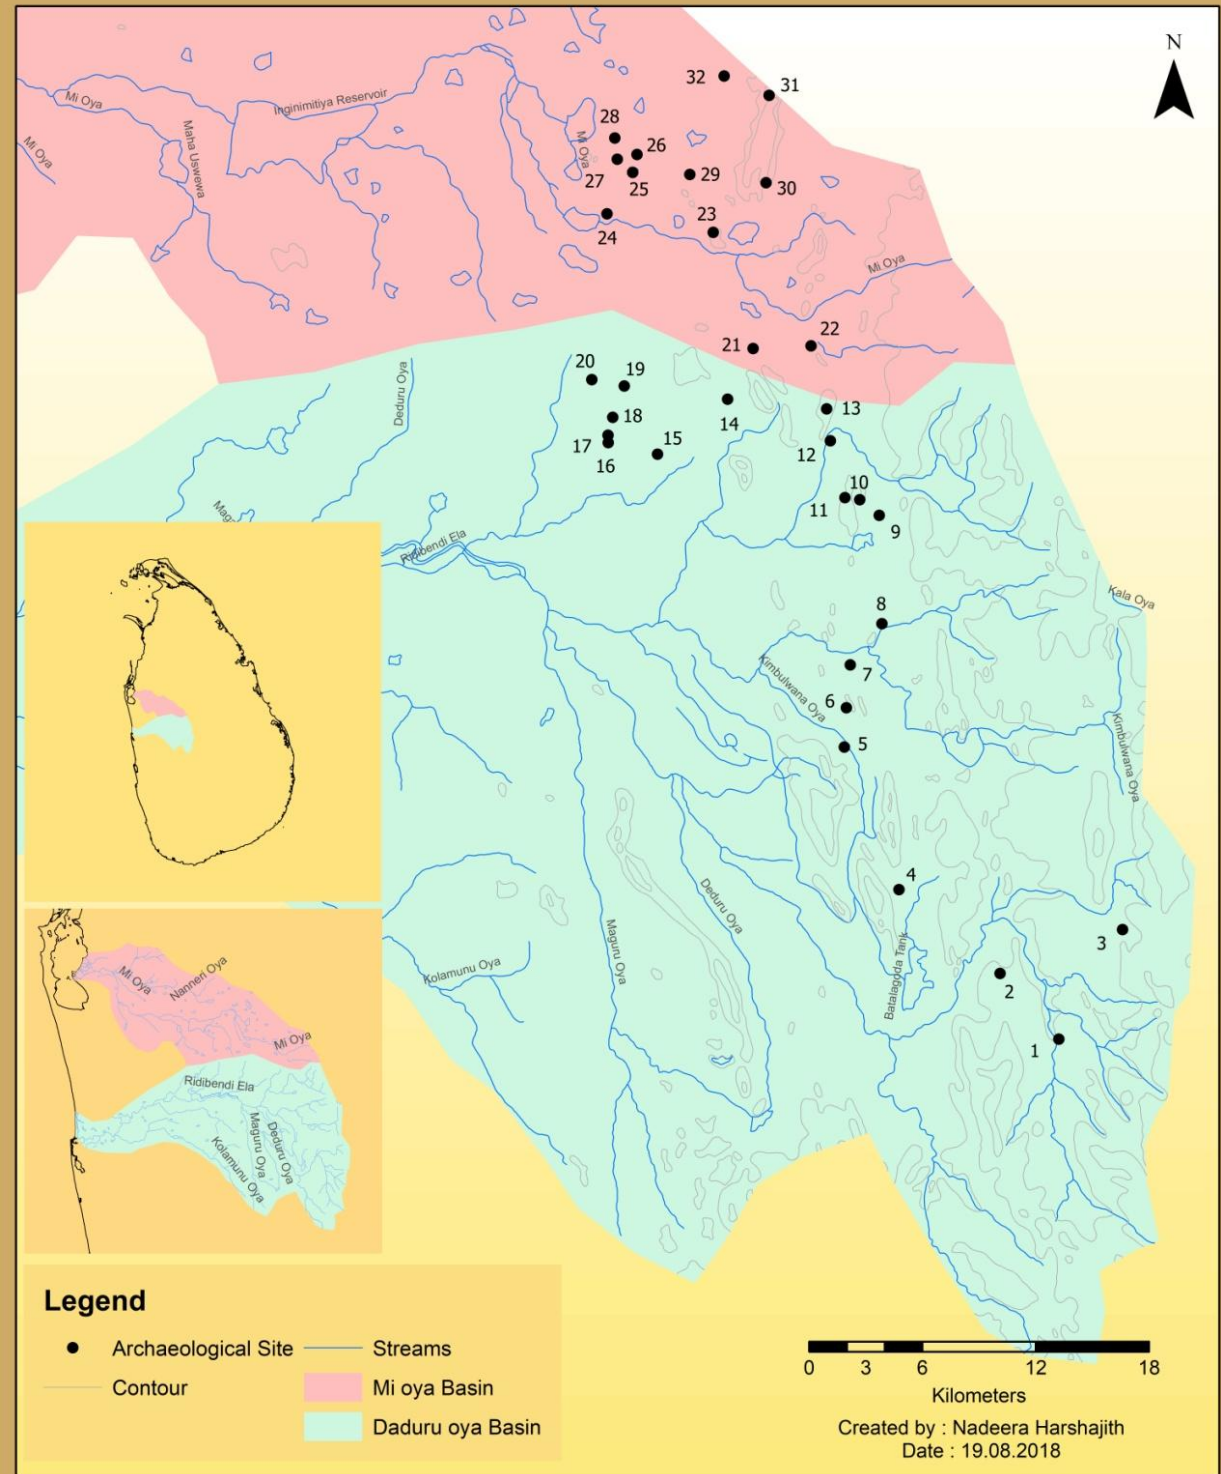 N
32
31
Mi Oya
Inginimitiya Reservoir
28
Mi Oya
Maha Uswewa
Mi Oya
26
27
25
29
30
24
23
Mi Oya
22
21
20
19
Deduru Oya
18
14
13
17
15
12
16
10
11
9
Ridibendi Ela
Kala Oya
8
7
Kimbulwana Oya
6
5
Kimbulwana Oya
4
Deduru Oya
Maguru Oya
3
Kolamunu Oya
Batalagoda Tank
2
1
Mi Oya
Nanneri Oya
Mi Oya
Ridibendi Ela
Maguru Oya
Deduru Oya
Kolamunu Oya
Legend
Archaeological Site
Streams
Contour
Mi oya Basin
Daduru oya Basin
0 3 6 12 18
Kilometers
Created by : Nadeera Harshajith
Date : 19.08.2018